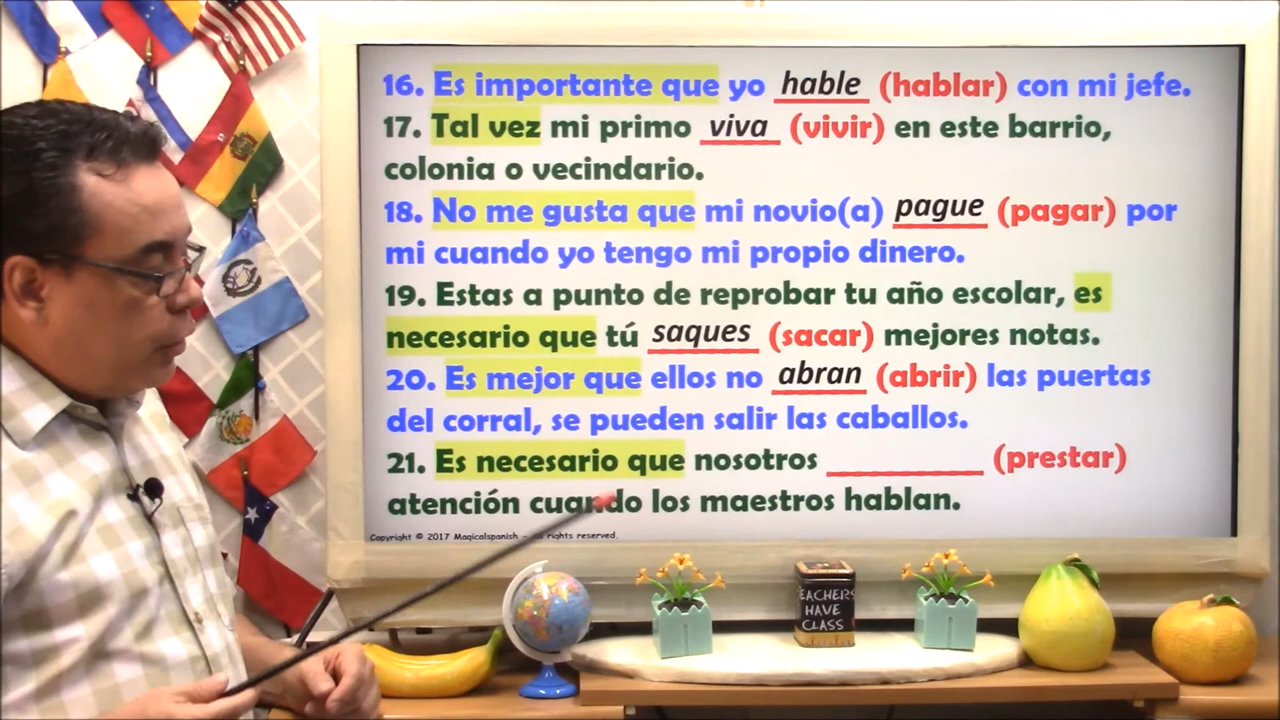 16. Es importante que yo hable (hablar) con mi jefe.
17. Tal vez mi primo viva (vivir) en este barrio,
colonia o vecindario.
18. No me gusta que mi novio(a) pague (pagar) por
mi cuando yo tengo mi propio dinero.
19. Estas a punto de reprobar tu año escolar, es
necesario que tú saques (sacar) mejores notas.
20. Es mejor que ellos no abran (abrir) las puertas
del corral, se pueden salir las caballos.
21. Es necesario que nosotros ____________ (prestar)
atención cuando los maestros hablan.
Copyright © 2017 Magicalspanish - All rights reserved.
TEACHERS
HAVE
CLASS